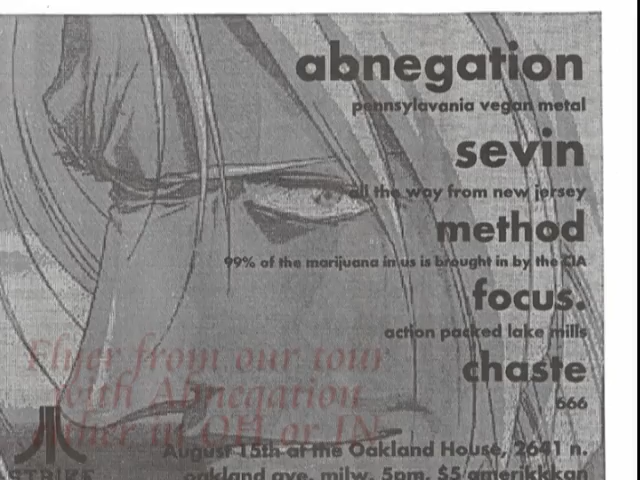 abnegation
pennsylavania vegan metal
sevin
all the way from new jersey
method
99% of the marijuana in us is brought in by the CIA
focus.
action packed lake mills
chaste
666
Flyer from our tour
with Abnegation
either in OH or IN
August 15th at the Oakland House, 2641 n.
oakland ave. milw. 5pm. $5 amerikkkan
STRIKE